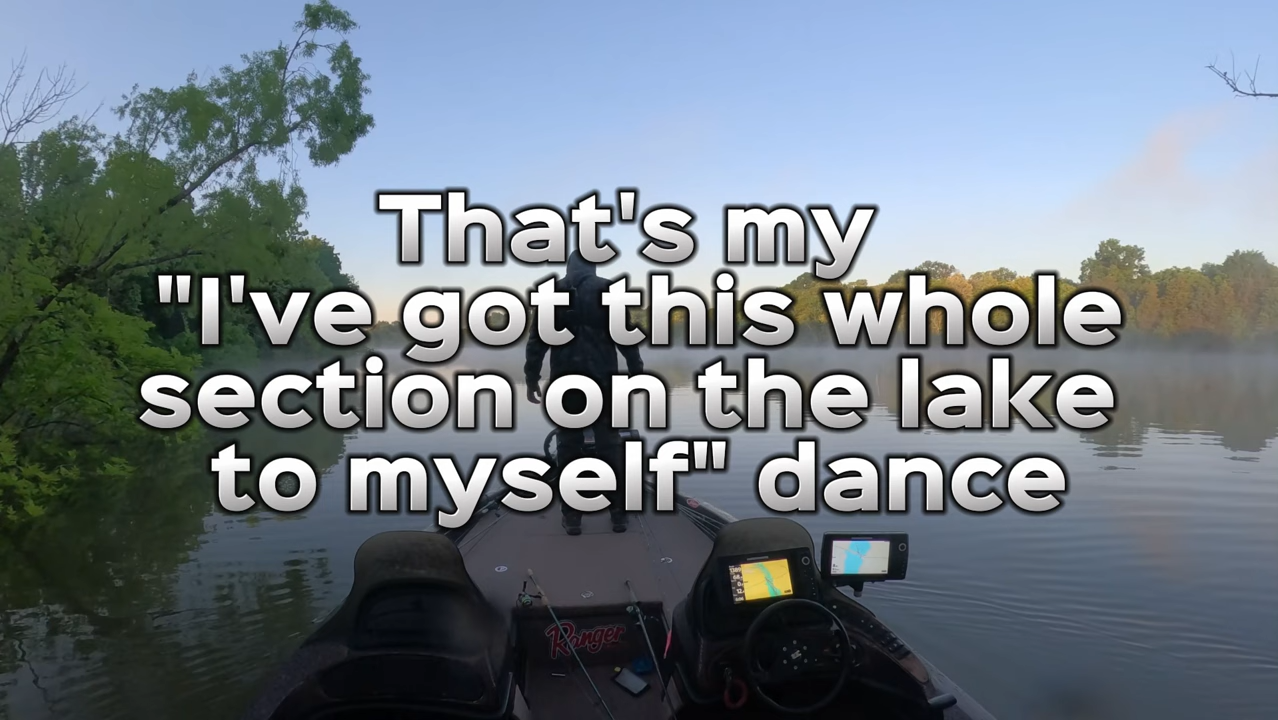 That's my
"I've got this whole
section on the lake
to myself" dance
Ranger